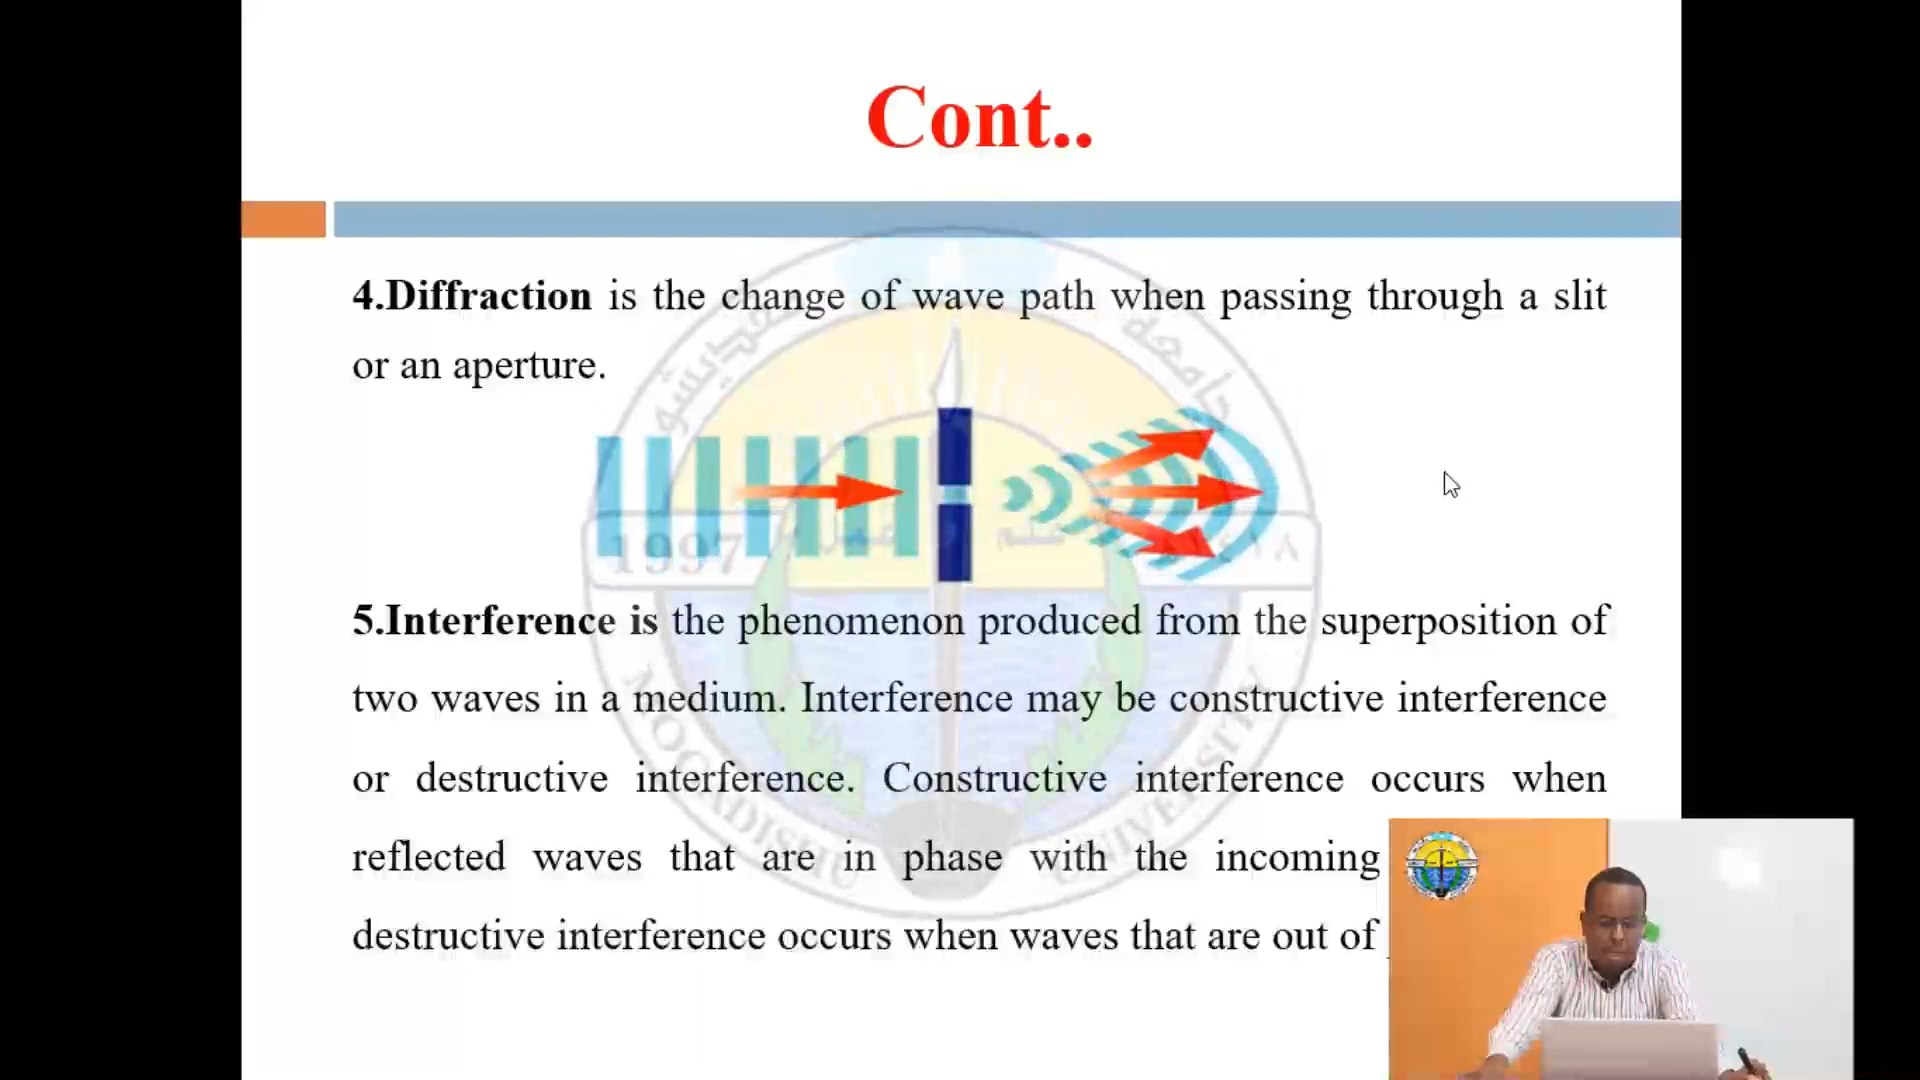 Cont..
4.Diffraction is the change of wave path when passing through a slit
or an aperture.
1997
5.Interference is the phenomenon produced from the superposition of
two waves in a medium. Interference may be constructive interference
or destructive interference. Constructive interference occurs when
reflected waves that are in phase with the incoming
destructive interference occurs when waves that are out of
MOGADISHU UNIVERSITY